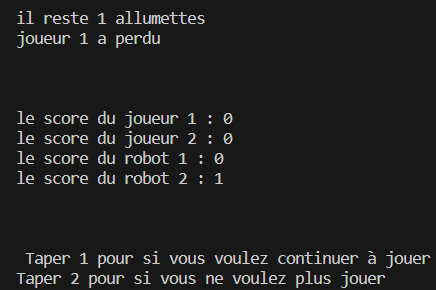 il reste 1 allumettes
joueur 1 a perdu
le score du joueur 1 : 0
le score du joueur 2 : 0
le score du robot 1 : 0
le score du robot 2 : 1
Taper 1 pour si vous voulez continuer à jouer
Taper 2 pour si vous ne voulez plus jouer